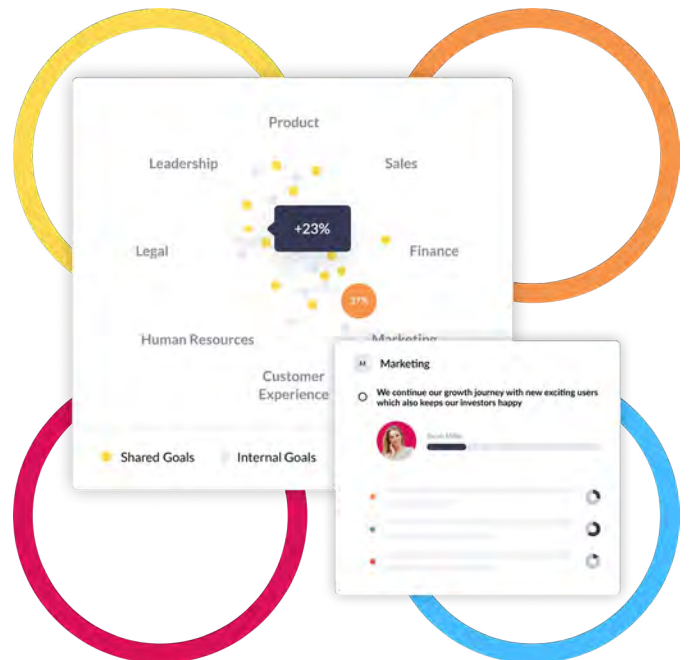 Product
Leadership
Sales
+23%
Legal
Finance
Human Resources
Marketing
Customer
Experience
Shared Goals
Internal Goals
M
Marketing
We continue our growth journey with new exciting users
which also keeps our investors happy